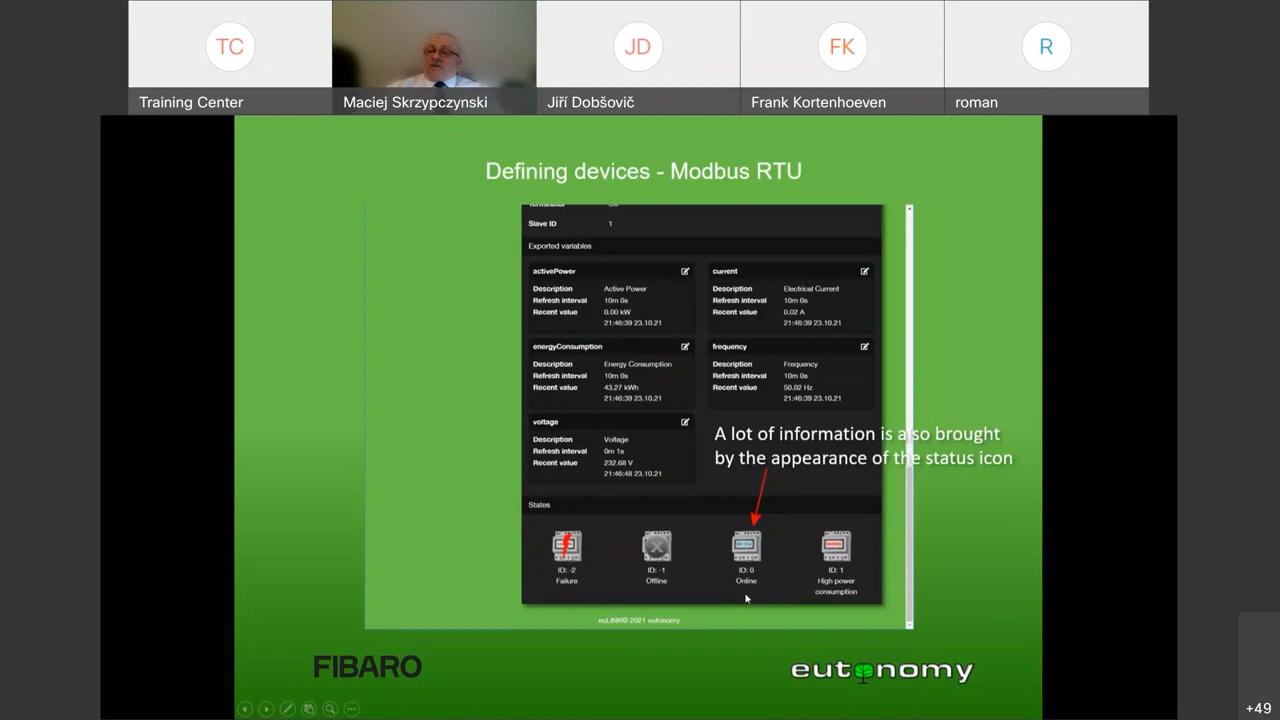 TC
JD
FK
R
Training Center
Maciej Skrzypczynski
Jiří Dobšovič
Frank Kortenhoeven
roman
Defining devices - Modbus RTU
Slave ID 1
Exported variables
activePower
Description Active Power
Refresh interval 10m 0s
Recent value 0.00 kW
21:46:39 23.10.21
current
Description Electrical Current
Refresh interval 10m 0s
Recent value 0.02 A
21:46:39 23.10.21
energyConsumption
Description Energy Consumption
Refresh interval 10m 0s
Recent value 43.27 kWh
21:46:39 23.10.21
frequency
Description Frequency
Refresh interval 10m 0s
Recent value 50.02 Hz
21:46:39 23.10.21
voltage
Description Voltage
Refresh interval 0m 1s
Recent value 232.68 V
21:46:48 23.10.21
A lot of information is also brought
by the appearance of the status icon
States
ID: -2
Failure
ID: -1
Offline
ID: 0
Online
ID: 1
High power
consumption
euLINK© 2021 eutonomy
FIBARO
eutonomy
+49